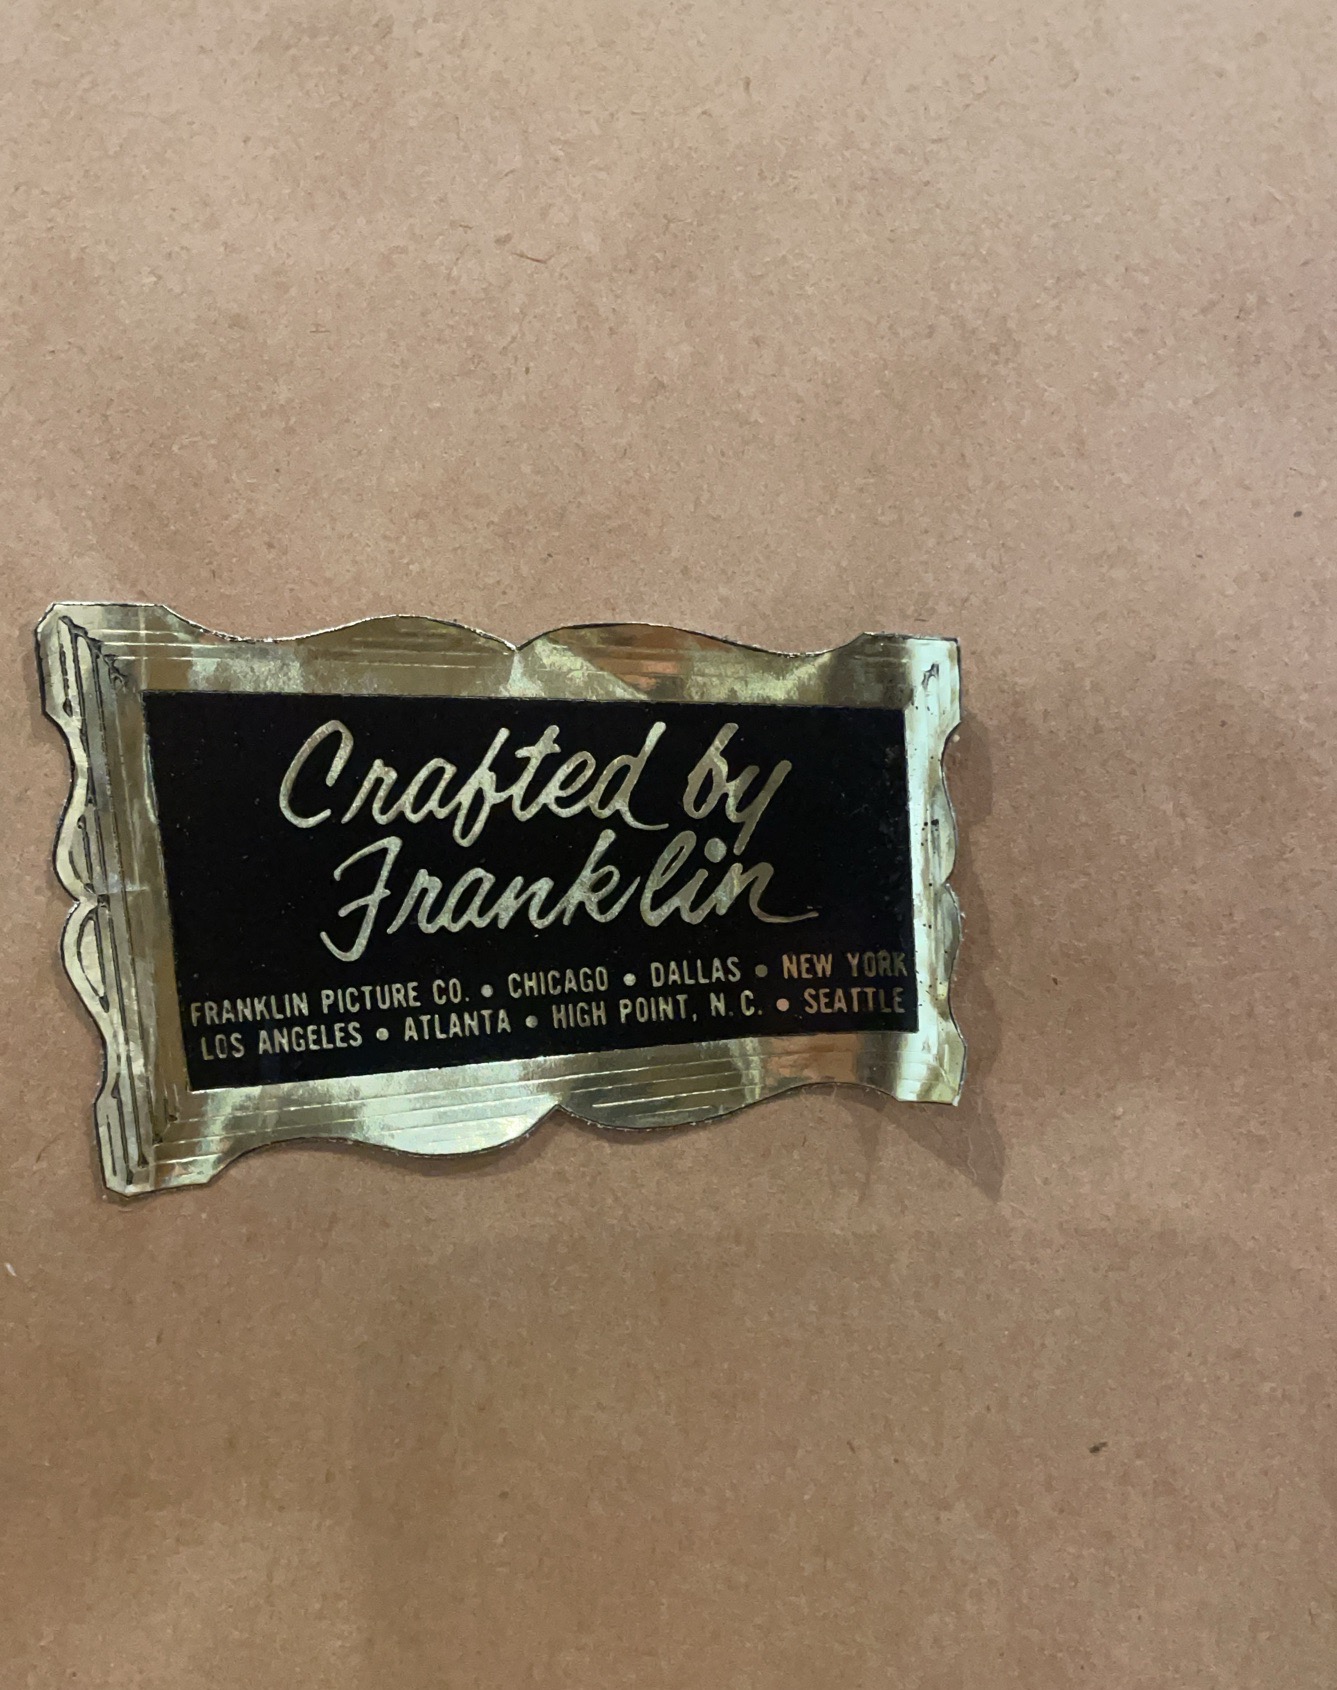 Crafted by
Franklin
FRANKLIN PICTURE CO. • CHICAGO • DALLAS • NEW YORK
LOS ANGELES • ATLANTA • HIGH POINT, N.C. • SEATTLE